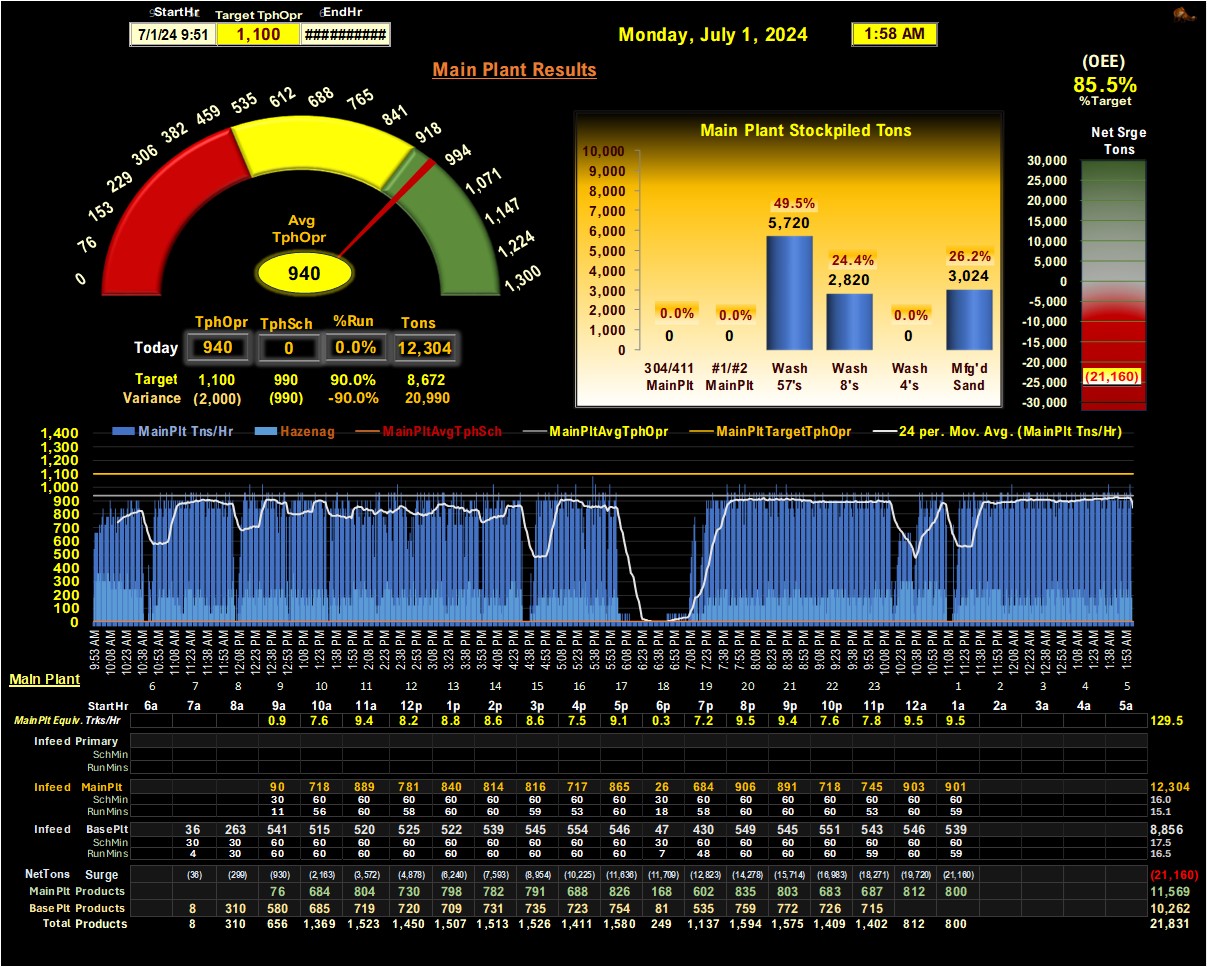 StartHr Target TphOpr EndHr
7/1/24 9:51 1,100 ##########
Monday, July 1, 2024 1:58 AM
Main Plant Results
(OEE)
85.5%
%Target
0 76 153 229 306 382 459 535 612 688 765 841 918 994 1,071 1,147 1,224 1,300
Avg
TphOpr
940
TphOpr TphSch %Run Tons
Today 940 0 0.0% 12,304
Target 1,100 990 90.0% 8,672
Variance (2,000) (990) -90.0% 20,990
Main Plant Stockpiled Tons
10,000
9,000
8,000
7,000
6,000
5,000
4,000
3,000
2,000
1,000
0
0.0% 0.0% 49.5% 24.4% 0.0% 26.2%
0 0 5,720 2,820 0 3,024
304/411 #1/#2 Wash Wash Wash Mfg'd
MainPlt MainPlt 57's 8's 4's Sand
Net Srge
Tons
30,000
25,000
20,000
15,000
10,000
5,000
0
-5,000
-10,000
-15,000
-20,000
(21,160)
-25,000
-30,000
MainPlt Tns/Hr Hazenag MainPltAvgTphSch MainPltAvgTphOpr MainPltTargetTphOpr 24 per. Mov. Avg. (MainPlt Tns/Hr)
1,400
1,300
1,200
1,100
1,000
900
800
700
600
500
400
300
200
100
0
9:53 AM 10:08 AM 10:23 AM 10:38 AM 10:53 AM 11:08 AM 11:23 AM 11:38 AM 11:53 AM 12:08 PM 12:23 PM 12:38 PM 12:53 PM 1:08 PM 1:23 PM 1:38 PM 1:53 PM 2:08 PM 2:23 PM 2:38 PM 2:53 PM 3:08 PM 3:23 PM 3:38 PM 3:53 PM 4:08 PM 4:23 PM 4:38 PM 4:53 PM 5:08 PM 5:23 PM 5:38 PM 5:53 PM 6:08 PM 6:23 PM 6:38 PM 6:53 PM 7:08 PM 7:23 PM 7:38 PM 7:53 PM 8:08 PM 8:23 PM 8:38 PM 8:53 PM 9:08 PM 9:23 PM 9:38 PM 9:53 PM 10:08 PM 10:23 PM 10:38 PM 10:53 PM 11:08 PM 11:23 PM 11:38 PM 11:53 PM 12:08 AM 12:23 AM 12:38 AM 12:53 AM 1:08 AM 1:23 AM 1:38 AM 1:53 AM
Main Plant
6 7 8 9 10 11 12 13 14 15 16 17 18 19 20 21 22 23 1 2 3 4 5
StartHr 6a 7a 8a 9a 10a 11a 12p 1p 2p 3p 4p 5p 6p 7p 8p 9p 10p 11p 12a 1a 2a 3a 4a 5a
MainPlt Equiv. Trks/Hr 0.9 7.6 9.4 8.2 8.8 8.6 8.6 7.5 9.1 0.3 7.2 9.5 9.4 7.6 7.8 9.5 9.5 129.5
Infeed Primary
SchMin
RunMins
Infeed MainPlt 90 718 889 781 840 814 816 717 865 26 684 906 891 718 745 903 901 12,304
SchMin 30 60 60 60 60 60 60 60 60 30 60 60 60 60 60 60 60 16.0
RunMins 11 56 60 58 60 60 59 53 60 18 58 60 60 60 53 60 59 15.1
Infeed BasePlt 36 263 541 515 520 525 522 539 545 554 546 47 430 549 545 551 543 546 539 8,856
SchMin 30 30 60 60 60 60 60 60 60 60 60 30 60 60 60 60 60 60 60 17.5
RunMins 4 30 60 60 60 60 60 60 60 60 60 7 48 60 60 60 59 60 59 16.5
NetTons Surge (36) (299) (930) (2,163) (3,572) (4,878) (6,240) (7,593) (8,954) (10,225) (11,636) (11,709) (12,823) (14,278) (15,714) (16,983) (18,271) (19,720) (21,160) (21,160)
MainPlt Products 76 684 804 730 798 782 791 688 826 168 602 835 803 683 687 812 800 11,569
BasePlt Products 8 310 580 685 719 720 709 731 735 723 754 81 535 759 772 726 715 10,262
Total Products 8 310 656 1,369 1,523 1,450 1,507 1,513 1,526 1,411 1,580 249 1,137 1,594 1,575 1,409 1,402 812 800 21,831